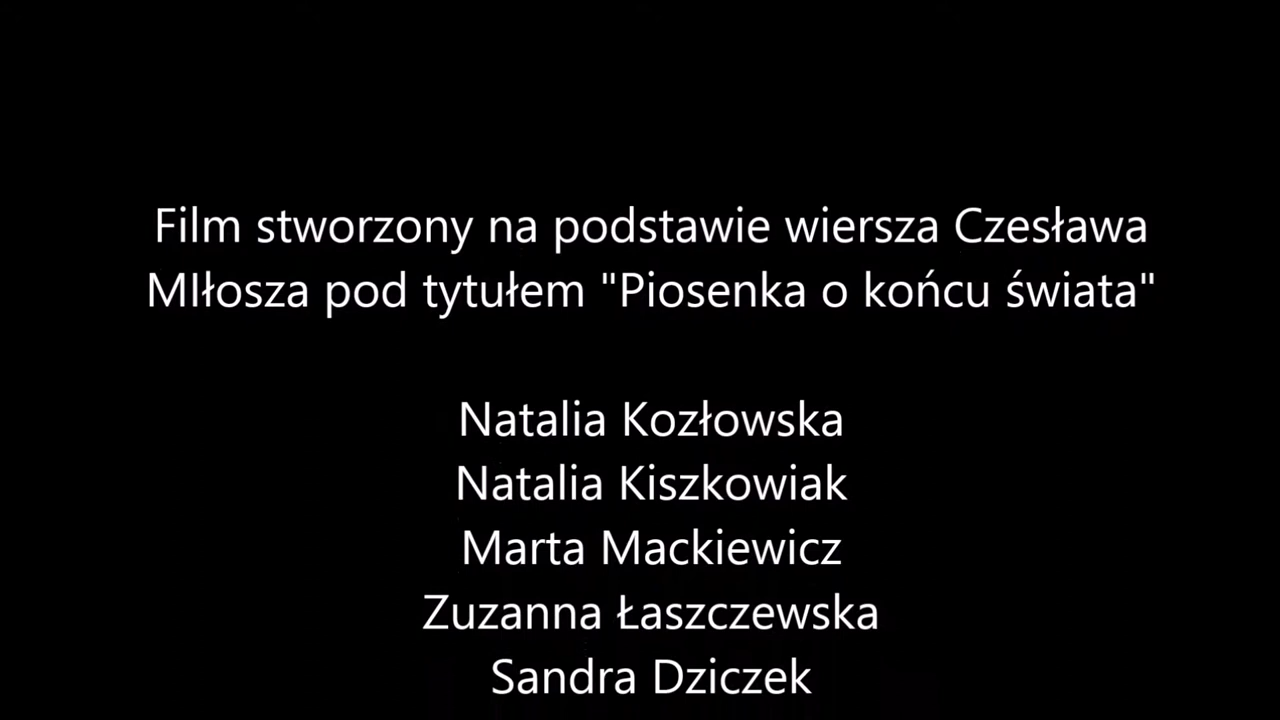 Film stworzony na podstawie wiersza Czesława
MIłosza pod tytułem "Piosenka o końcu świata"
Natalia Kozłowska
Natalia Kiszkowiak
Marta Mackiewicz
Zuzanna Łaszczewska
Sandra Dziczek